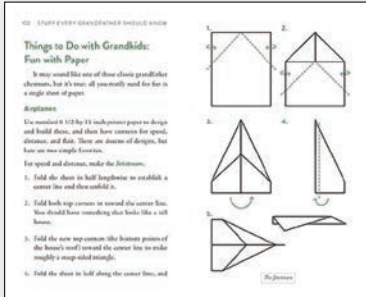 STUFF EVERY GRANDFATHER SHOULD KNOW
Things to Do with Grandkids:
Fun with Paper
It may sound like one of those classic grandfather
chestnuts, but it's true: all you really need for fun is
a single sheet of paper.
Airplanes
Use standard 8 1/2-by-11-inch printer paper to design
and build these, and then have contests for speed,
distance, and flair. There are dozens of designs, but
here are two simple favorites.
For speed and distance, make the Jetstream.
1. Fold the sheet in half lengthwise to establish a
center line and then unfold it.
2. Fold both top corners in toward the center line.
You should have something that looks like a tall
house.
3. Fold the new top corners (the bottom points of
the house's roof) toward the center line to make
roughly a steep-sided triangle.
4. Fold the sheet in half along the center line, and
1.
2.
3.
4.
5.
The Jetstream